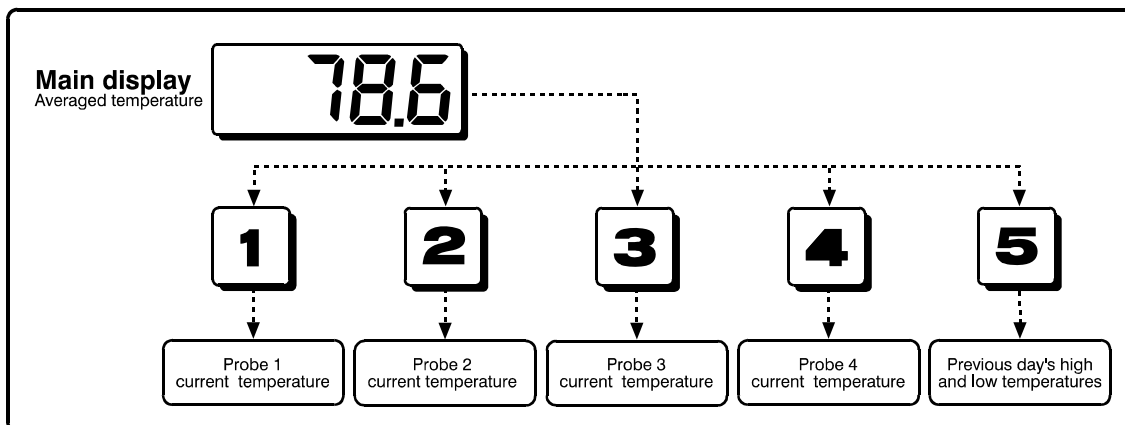 Main display
Averaged temperature
78.6
1
2
3
4
5
Probe 1
current temperature
Probe 2
current temperature
Probe 3
current temperature
Probe 4
current temperature
Previous day's high
and low temperatures